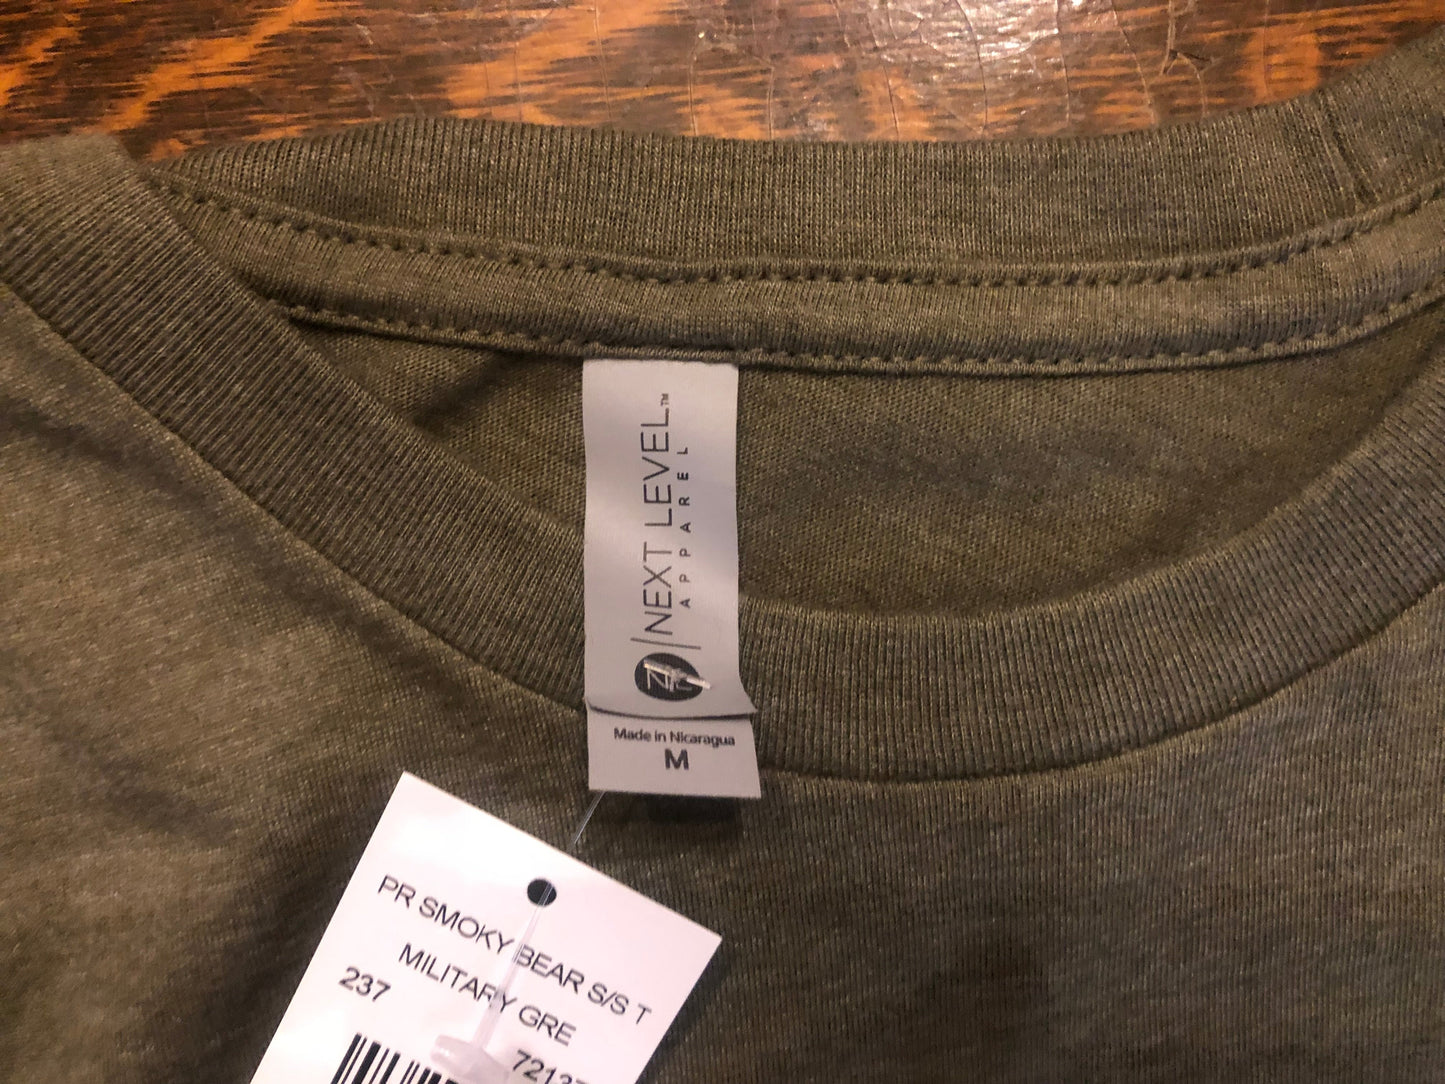 NEXT LEVEL™
APPAREL
Made in Nicaragua
M
PR SMOKY BEAR S/S T
MILITARY GRE
237